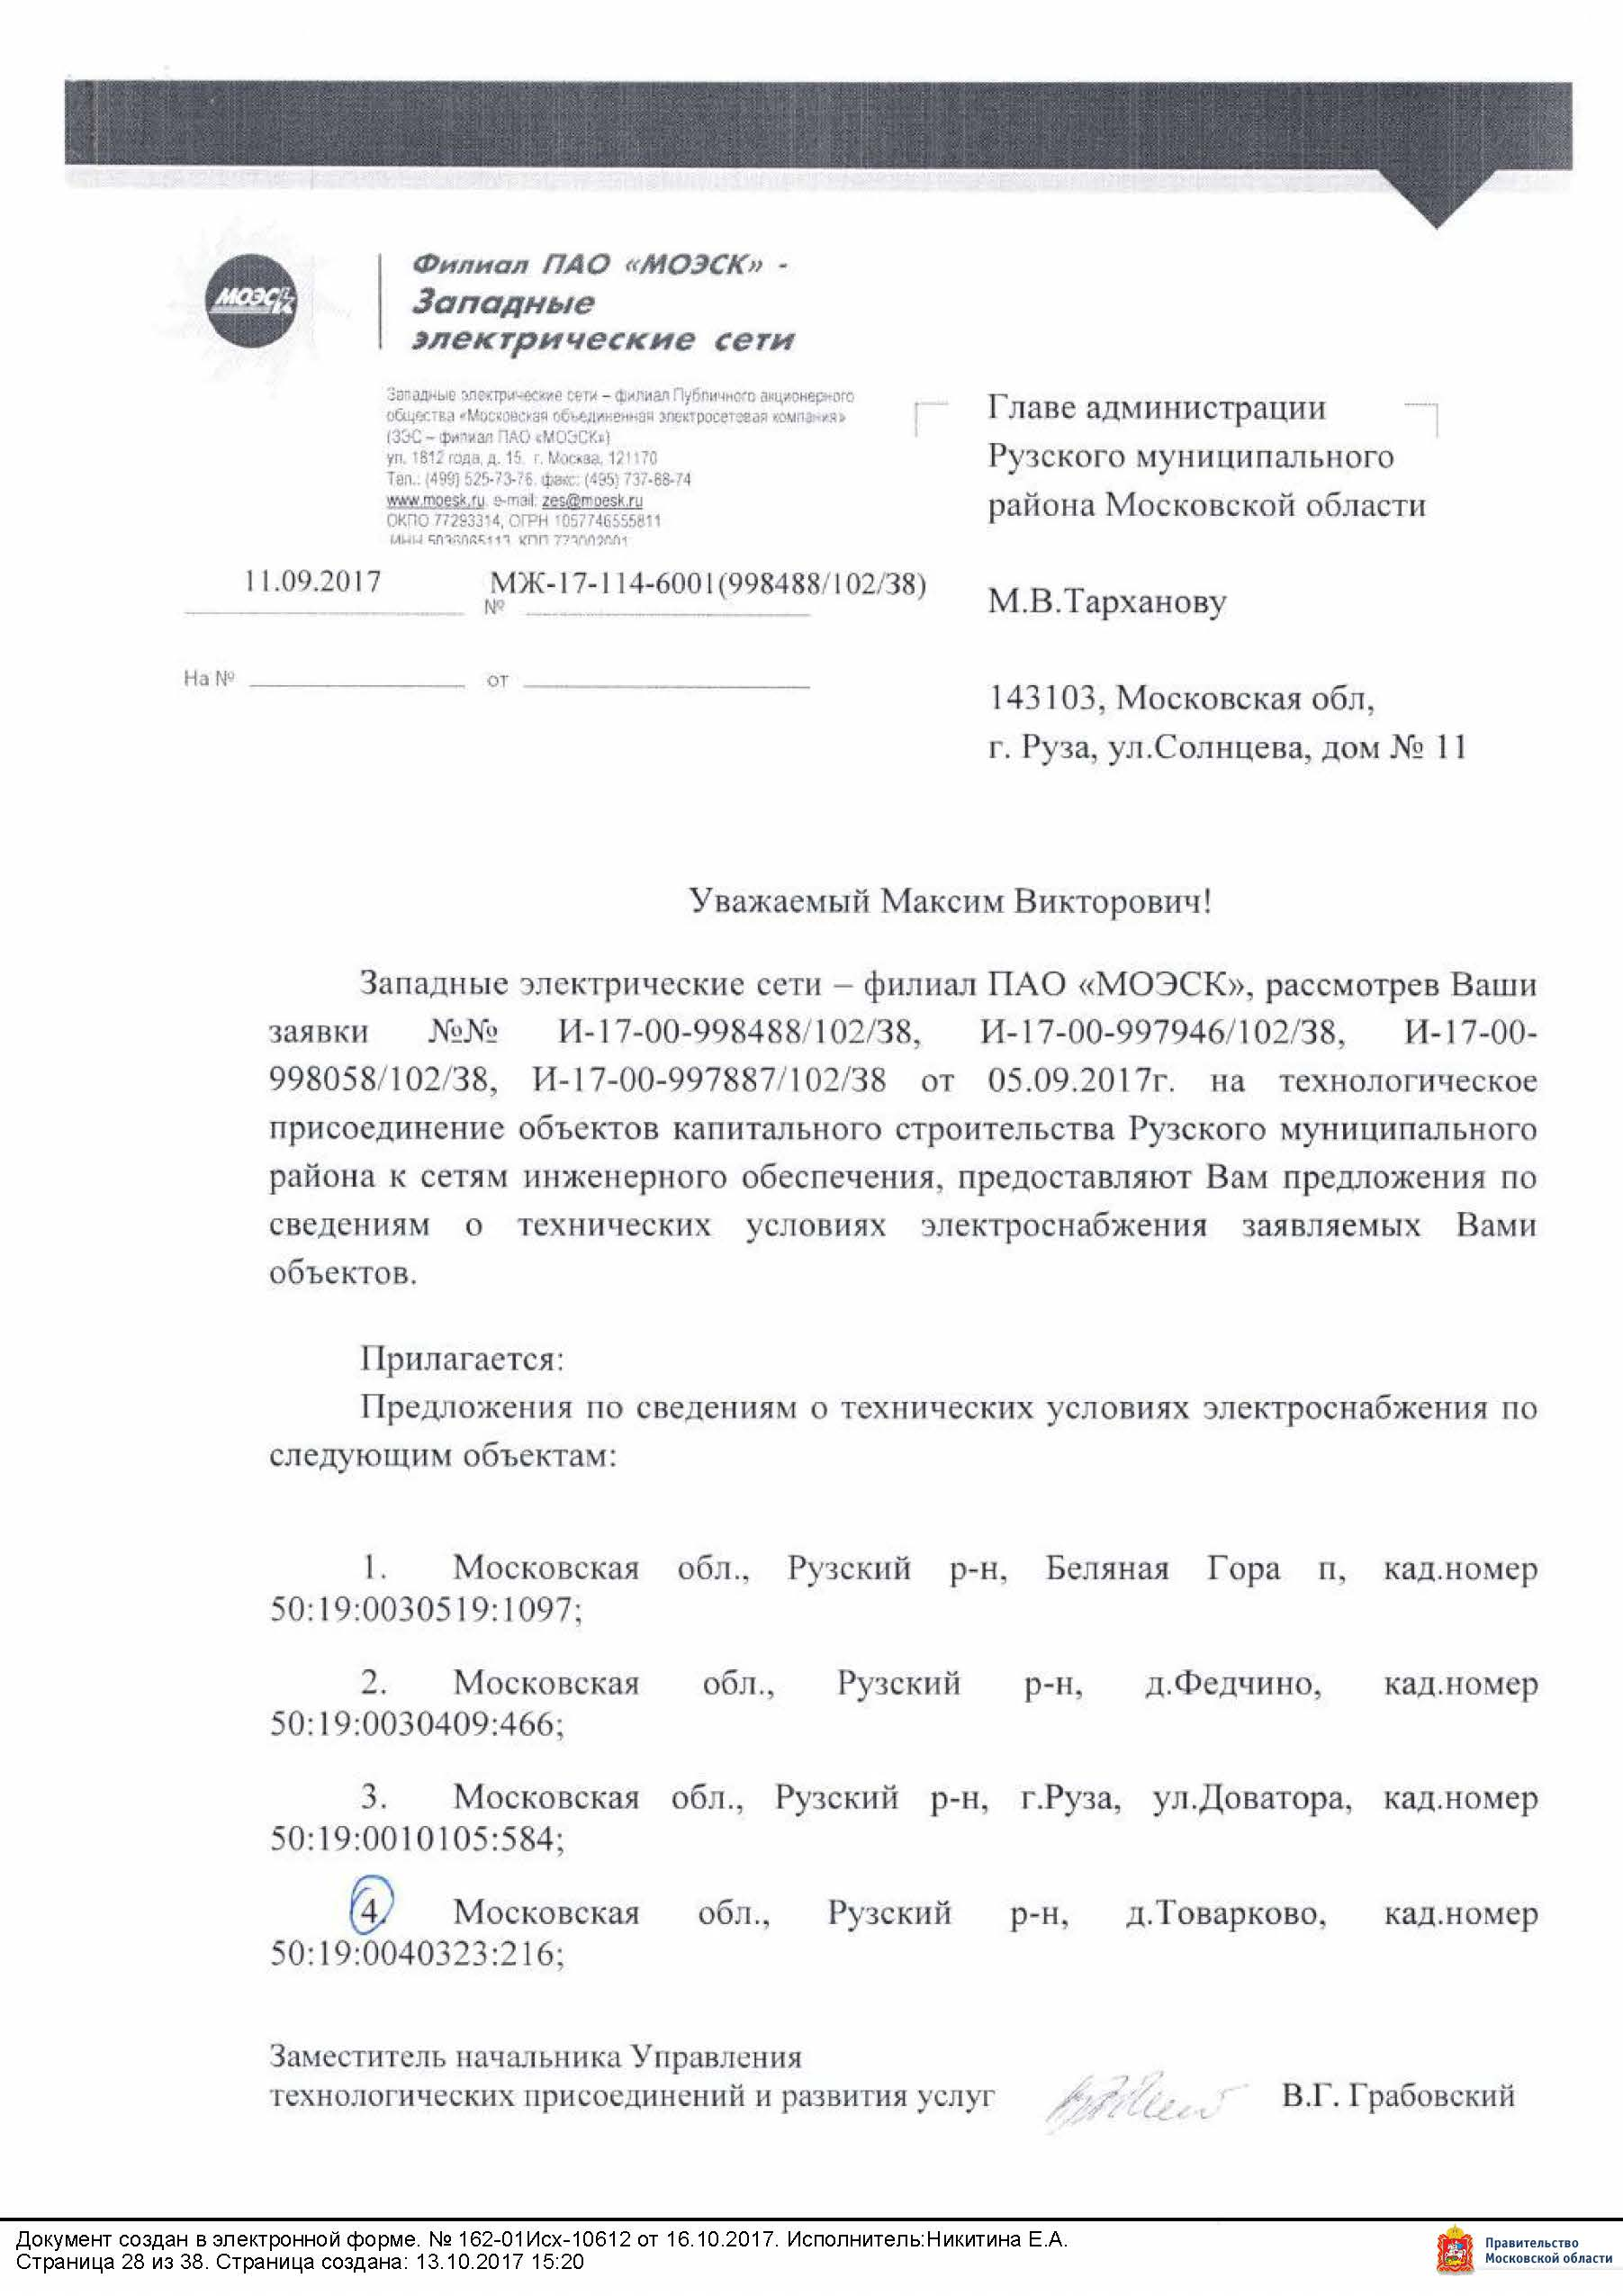 МОЭСК
Филиал ПАО «МОЭСК» -
Западные
электрические сети
Западные электрические сети – филиал Публичного акционерного
общества «Московская объединенная электросетевая компания»
(ЗЭС – филиал ПАО «МОЭСК»)
ул. 1812 года, д. 15, г. Москва, 121170
Тел.: (499) 525-73-76, факс: (495) 737-88-74
www.moesk.ru, e-mail: zes@moesk.ru
ОКПО 77293314, ОГРН 1057746555811
ИНН 5036065113, КПП 773002001
Главе администрации
Рузского муниципального
района Московской области
11.09.2017 МЖ-17-114-6001(998488/102/38)
№
М.В.Тарханову
На № от
143103, Московская обл,
г. Руза, ул.Солнцева, дом № 11
Уважаемый Максим Викторович!
Западные электрические сети – филиал ПАО «МОЭСК», рассмотрев Ваши
заявки №№ И-17-00-998488/102/38, И-17-00-997946/102/38, И-17-00-
998058/102/38, И-17-00-997887/102/38 от 05.09.2017г. на технологическое
присоединение объектов капитального строительства Рузского муниципального
района к сетям инженерного обеспечения, предоставляют Вам предложения по
сведениям о технических условиях электроснабжения заявляемых Вами
объектов.
Прилагается:
Предложения по сведениям о технических условиях электроснабжения по
следующим объектам:
1. Московская обл., Рузский р-н, Беляная Гора п, кад.номер
50:19:0030519:1097;
2. Московская обл., Рузский р-н, д.Федчино, кад.номер
50:19:0030409:466;
3. Московская обл., Рузский р-н, г.Руза, ул.Доватора, кад.номер
50:19:0010105:584;
4. Московская обл., Рузский р-н, д.Товарково, кад.номер
50:19:0040323:216;
Заместитель начальника Управления
технологических присоединений и развития услуг В.Г. Грабовский
Документ создан в электронной форме. № 162-01Исх-10612 от 16.10.2017. Исполнитель:Никитина Е.А.
Страница 28 из 38. Страница создана: 13.10.2017 15:20
Правительство
Московской области